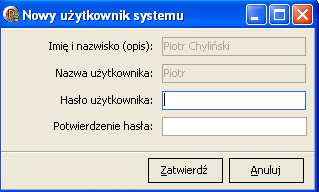 Nowy użytkownik systemu
Imię i nazwisko (opis): Piotr Chyliński
Nazwa użytkownika: Piotr
Hasło użytkownika:
Potwierdzenie hasła:
Zatwierdź Anuluj